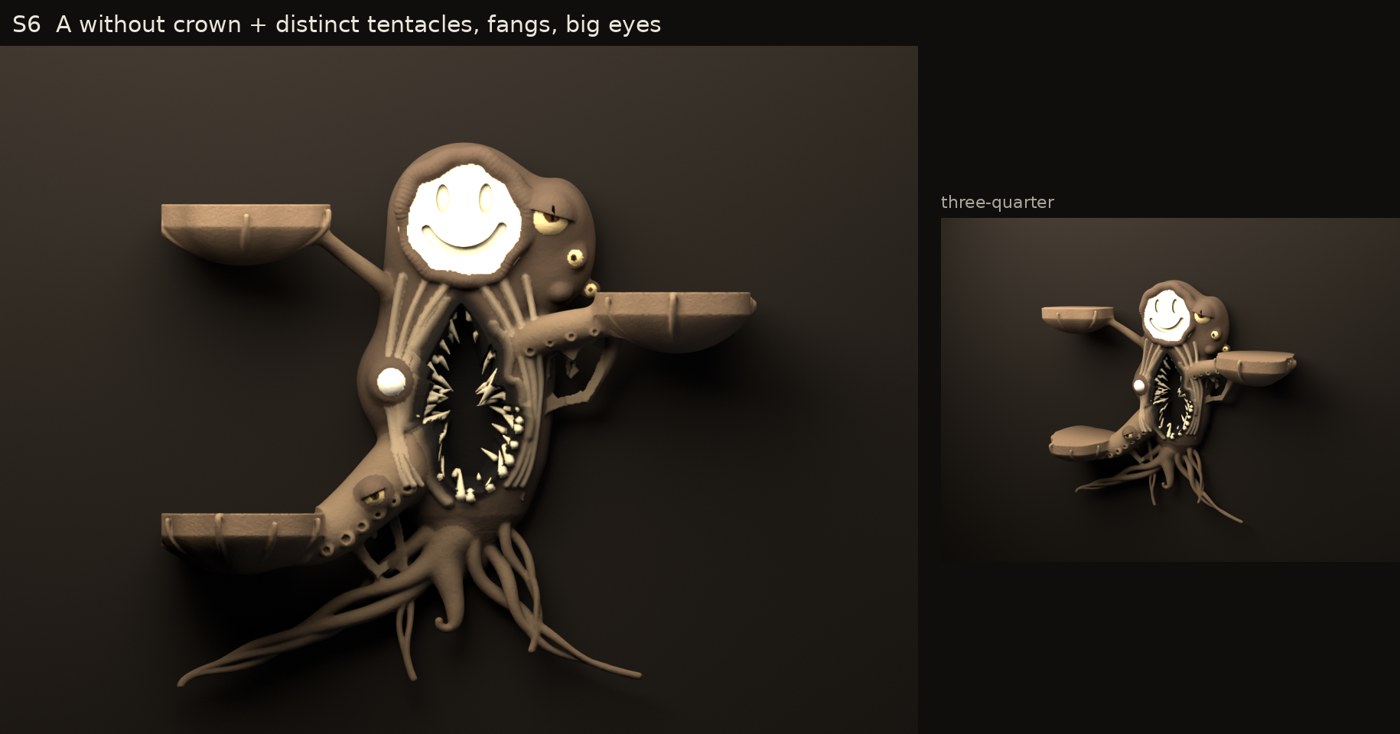 S6 A without crown + distinct tentacles, fangs, big eyes
three-quarter